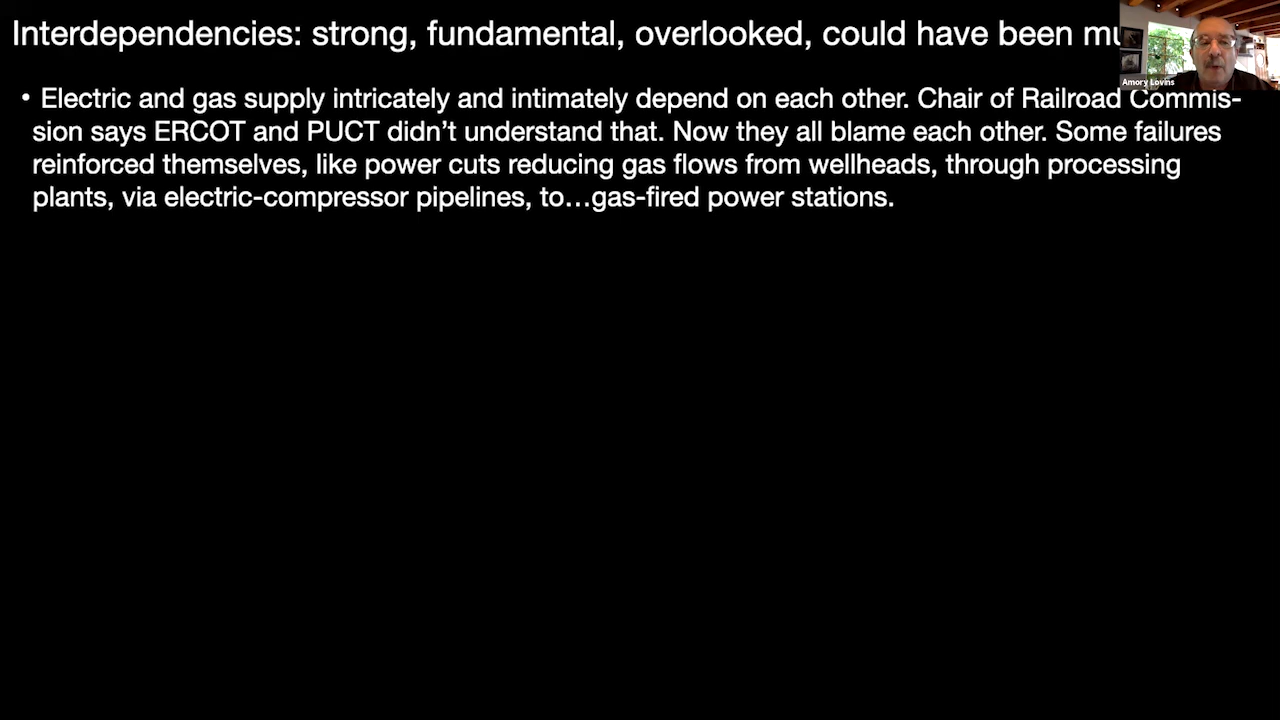 Interdependencies: strong, fundamental, overlooked, could have been
Amory Lovins
• Electric and gas supply intricately and intimately depend on each other. Chair of Railroad Commis-
sion says ERCOT and PUCT didn’t understand that. Now they all blame each other. Some failures
reinforced themselves, like power cuts reducing gas flows from wellheads, through processing
plants, via electric-compressor pipelines, to…gas-fired power stations.